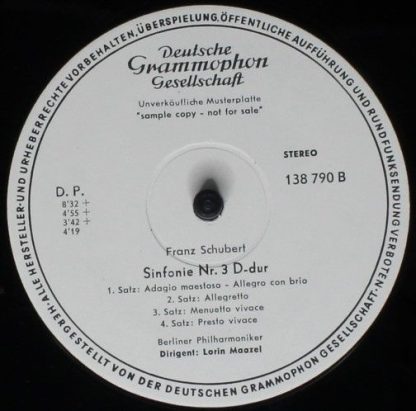 ALLE HERSTELLER- UND URHEBERRECHTE VORBEHALTEN, ÜBERSPIELUNG, ÖFFENTLICHE AUFFÜHRUNG UND RUNDFUNKSENDUNG VERBOTEN · HERGESTELLT VON DER DEUTSCHEN GRAMMOPHON GESELLSCHAFT ·
Deutsche
Grammophon
Gesellschaft
Unverkäufliche Musterplatte
"sample copy - not for sale"
STEREO
138 790 B
D. P.
8'32 +
4'55 +
3'42 +
4'19
Franz Schubert
Sinfonie Nr. 3 D-dur
1. Satz: Adagio maestoso - Allegro con brio
2. Satz: Allegretto
3. Satz: Menuetto vivace
4. Satz: Presto vivace
Berliner Philharmoniker
Dirigent: Lorin Maazel